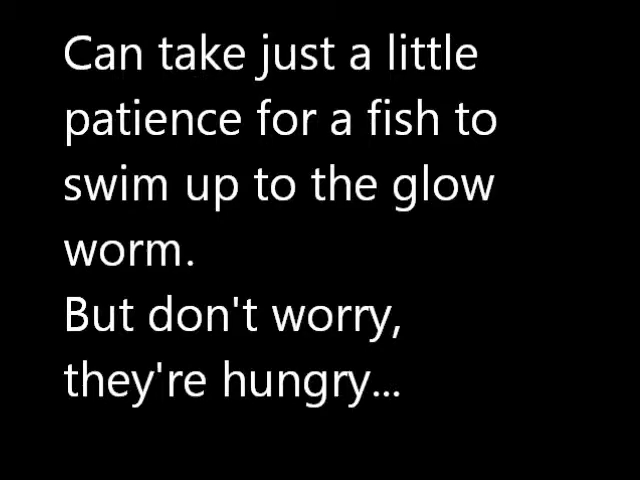 Can take just a little
patience for a fish to
swim up to the glow
worm.
But don't worry,
they're hungry...